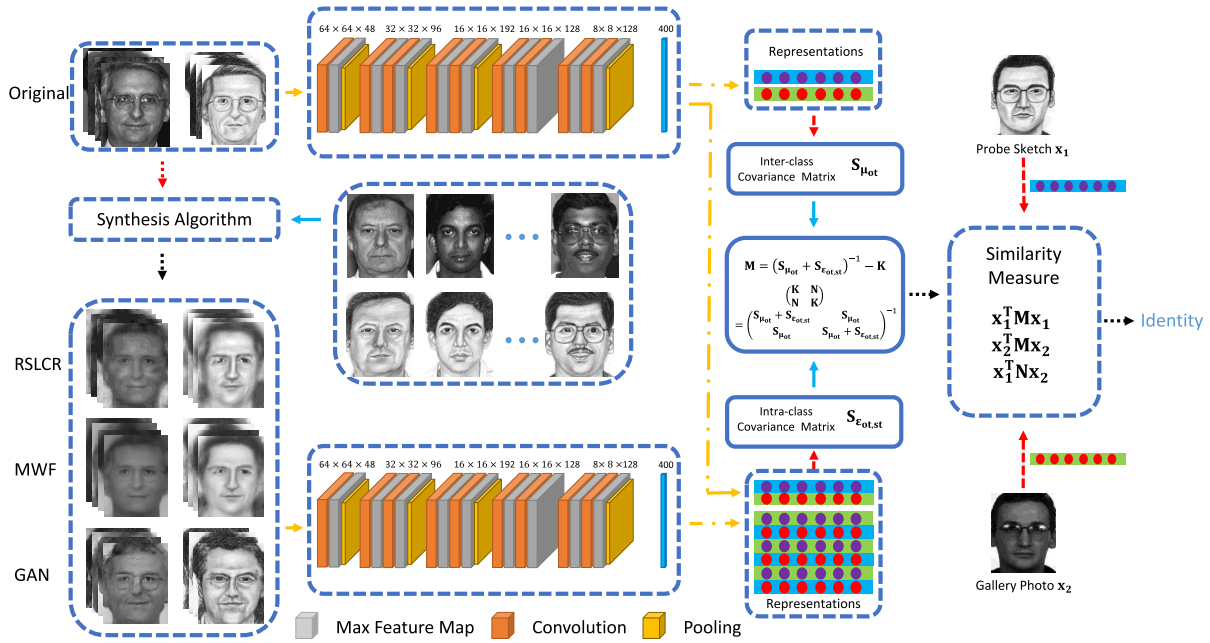 64 × 64 × 48 32 × 32 ×96 16 × 16 ×192 16 × 16 ×128 8× 8 ×128 400
Original
Representations
Probe Sketch x₁
Inter-class
Covariance Matrix S_μot
Synthesis Algorithm
M = (S_μot + S_εot,st)⁻¹ − K
(K N
N K)
= (S_μot + S_εot,st S_μot
S_μot S_μot + S_εot,st)⁻¹
Similarity
Measure
x₁ᵀMx₁
x₂ᵀMx₂
x₁ᵀNx₂
Identity
RSLCR
MWF
GAN
Intra-class
Covariance Matrix S_εot,st
64 × 64 × 48 32 × 32 ×96 16 × 16 ×192 16 × 16 ×128 8× 8 ×128 400
Representations
Gallery Photo x₂
Max Feature Map Convolution Pooling